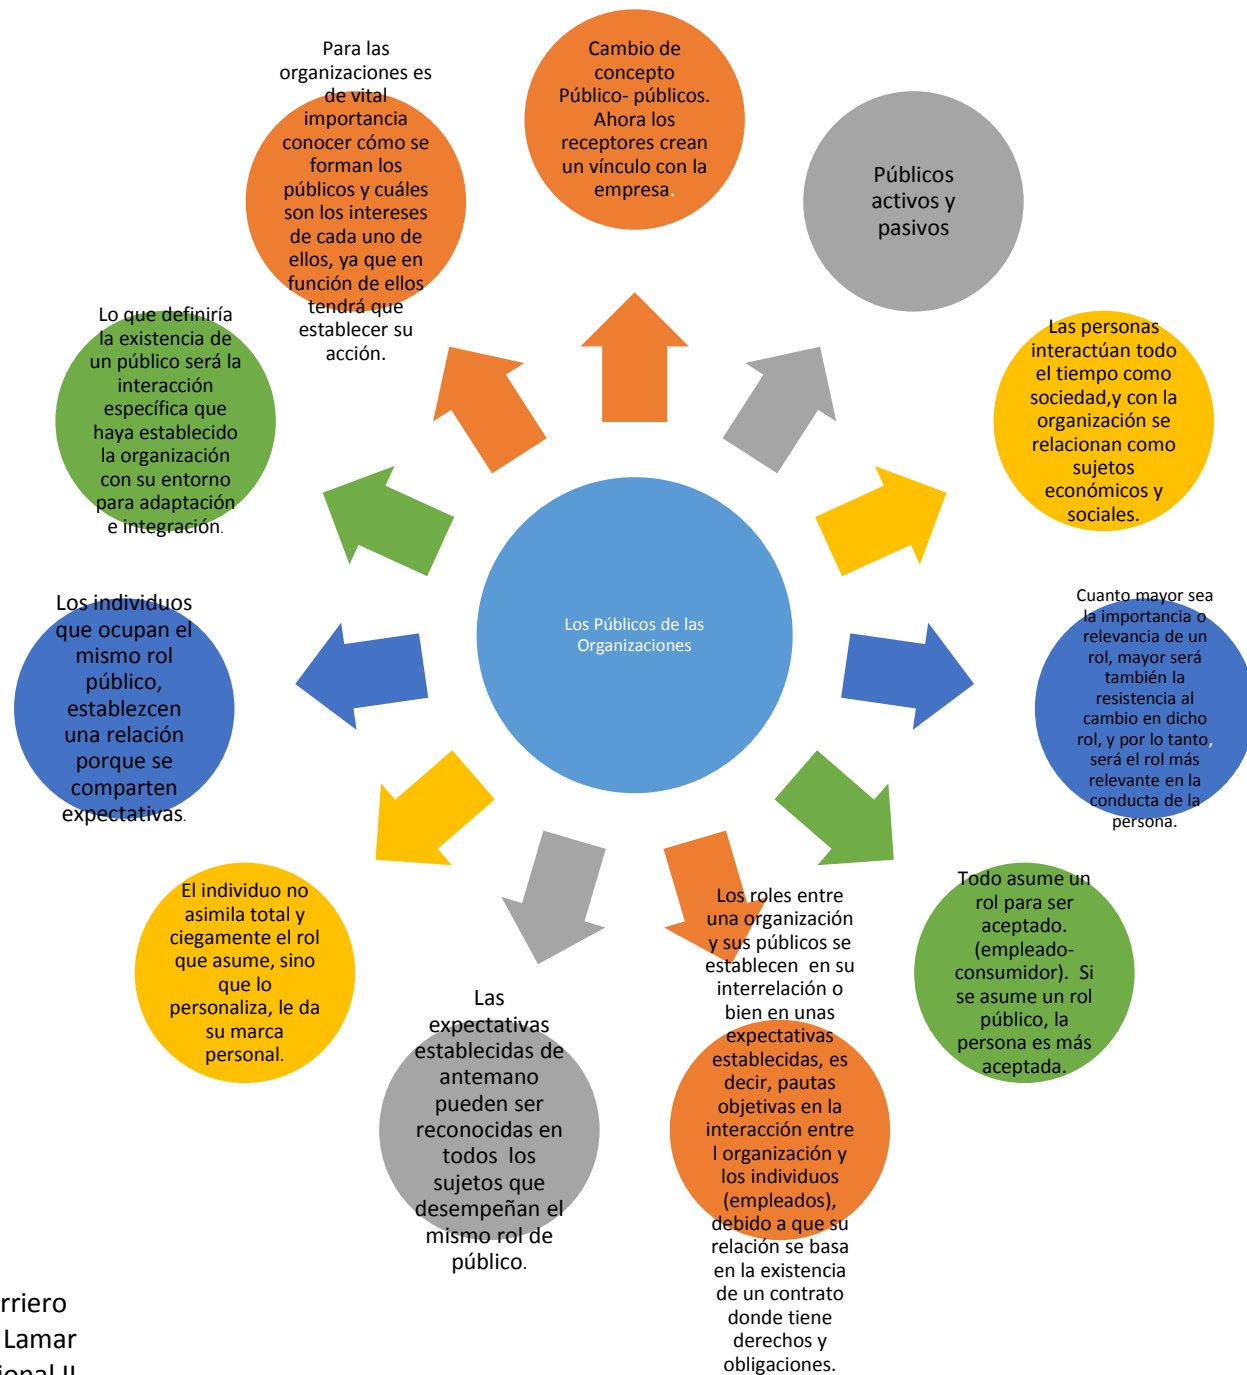 Cambio de
concepto
Público- públicos.
Ahora los
receptores crean
un vínculo con la
empresa.
Públicos
activos y
pasivos
Las personas
interactúan todo
el tiempo como
sociedad,y con la
organización se
relacionan como
sujetos
económicos y
sociales.
Cuanto mayor sea
la importancia o
relevancia de un
rol, mayor será
también la
resistencia al
cambio en dicho
rol, y por lo tanto,
será el rol más
relevante en la
conducta de la
persona.
Todo asume un
rol para ser
aceptado.
(empleado-
consumidor). Si
se asume un rol
público, la
persona es más
aceptada.
Los roles entre
una organización
y sus públicos se
establecen en su
interrelación o
bien en unas
expectativas
establecidas, es
decir, pautas
objetivas en la
interacción entre
l organización y
los individuos
(empleados),
debido a que su
relación se basa
en la existencia
de un contrato
donde tiene
derechos y
obligaciones.
Las
expectativas
establecidas de
antemano
pueden ser
reconocidas en
todos los
sujetos que
desempeñan el
mismo rol de
público.
El individuo no
asimila total y
ciegamente el rol
que asume, sino
que lo
personaliza, le da
su marca
personal.
Los individuos
que ocupan el
mismo rol
público,
establezcen
una relación
porque se
comparten
expectativas.
Lo que definiría
la existencia de
un público será la
interacción
específica que
haya establecido
la organización
con su entorno
para adaptación
e integración.
Para las
organizaciones es
de vital
importancia
conocer cómo se
forman los
públicos y cuáles
son los intereses
de cada uno de
ellos, ya que en
función de ellos
tendrá que
establecer su
acción.
Los Públicos de las
Organizaciones
rriero
Lamar
ional II